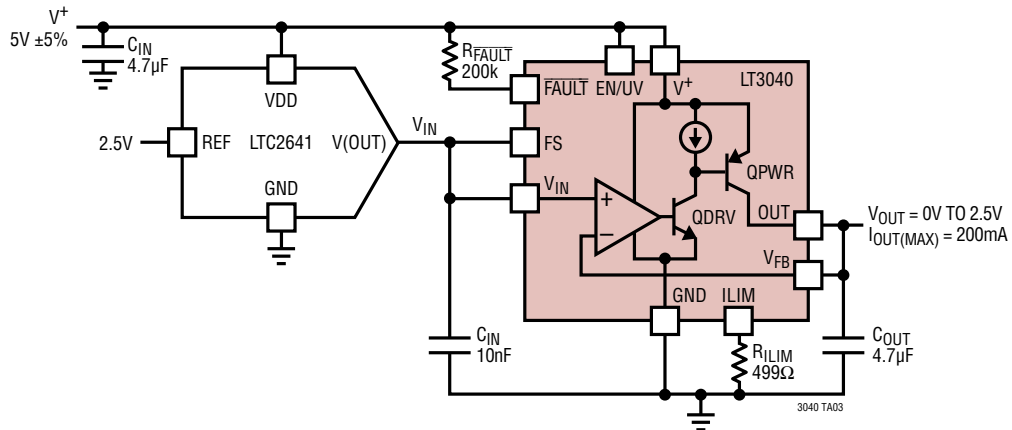 V+
5V ±5%
CIN
4.7µF
RFAULT
200k
VDD
2.5V
REF
LTC2641
V(OUT)
GND
VIN
LT3040
FAULT
EN/UV
V+
FS
VIN
+
−
QDRV
QPWR
OUT
VFB
GND
ILIM
VOUT = 0V TO 2.5V
IOUT(MAX) = 200mA
CIN
10nF
RILIM
499Ω
COUT
4.7µF
3040 TA03